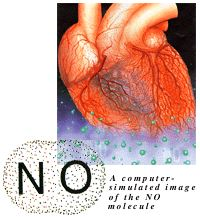 NO
A computer-
simulated image
of the NO
molecule